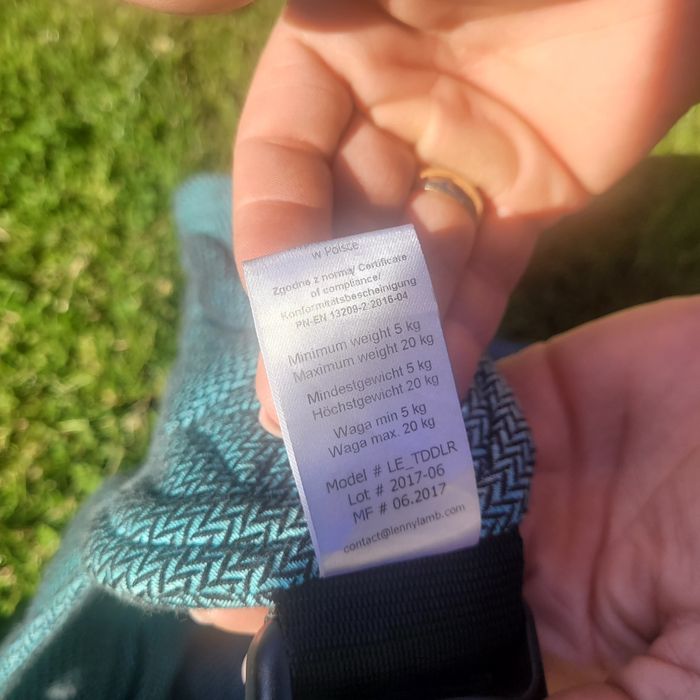 w Polsce
Zgodne z normą/ Certificate
of compliance/
Konformitätsbescheinigung
PN-EN 13209-2:2016-04
Minimum weight 5 kg
Maximum weight 20 kg
Mindestgewicht 5 kg
Höchstgewicht 20 kg
Waga min 5 kg
Waga max. 20 kg
Model # LE_TDDLR
Lot # 2017-06
MF # 06.2017
contact@lennylamb.com